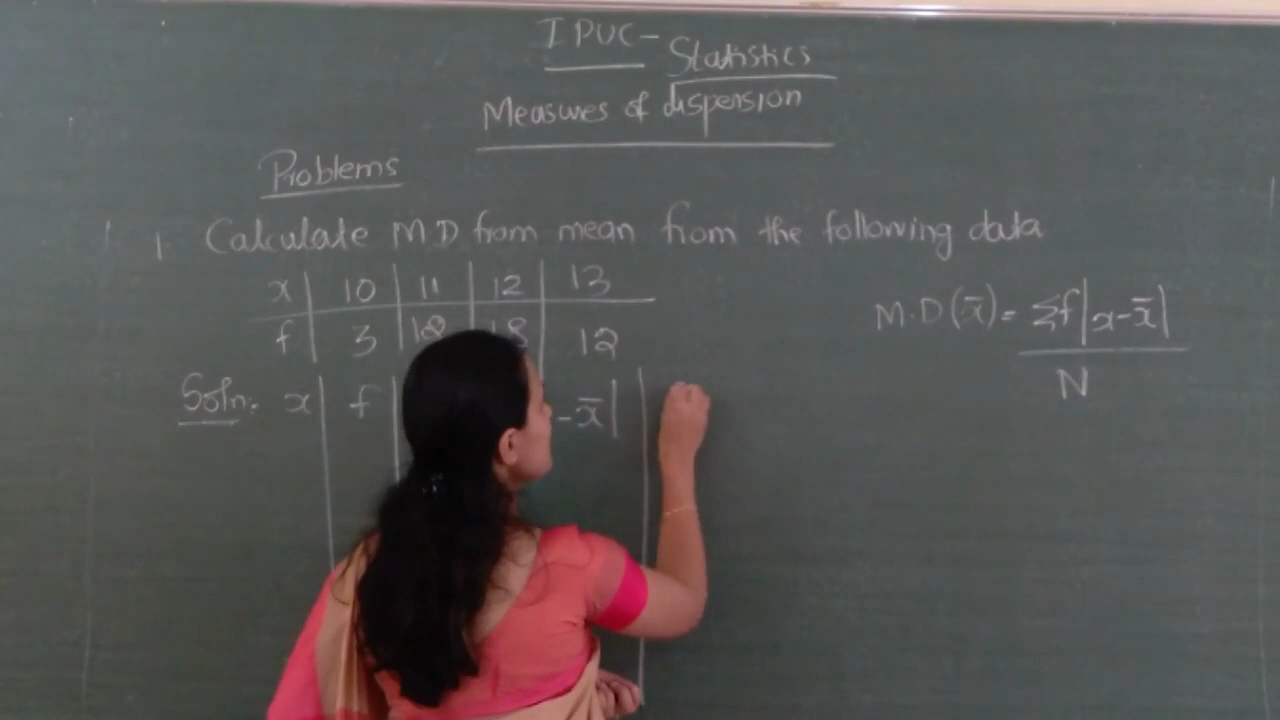 I PUC - Statistics
Measures of dispersion
Problems
1. Calculate M.D from mean from the following data
x | 10 | 11 | 12 | 13
f | 3 | 12 | 18 | 12
M.D(x̄) = Σf|x-x̄|
N
Soln: x | f | - x̄| |